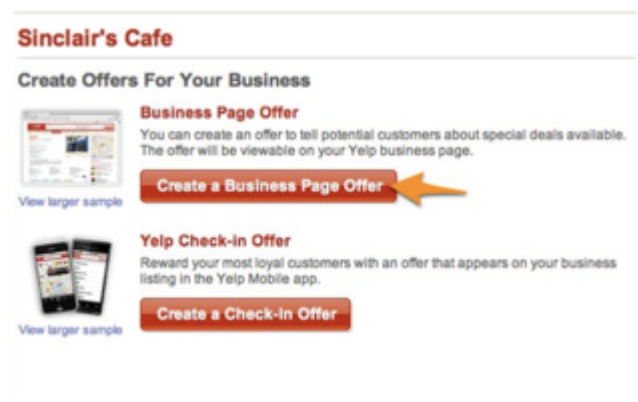 Sinclair's Cafe
Create Offers For Your Business
Business Page Offer
You can create an offer to tell potential customers about special deals available.
The offer will be viewable on your Yelp business page.
Create a Business Page Offer
View larger sample
Yelp Check-in Offer
Reward your most loyal customers with an offer that appears on your business
listing in the Yelp Mobile app.
Create a Check-in Offer
View larger sample